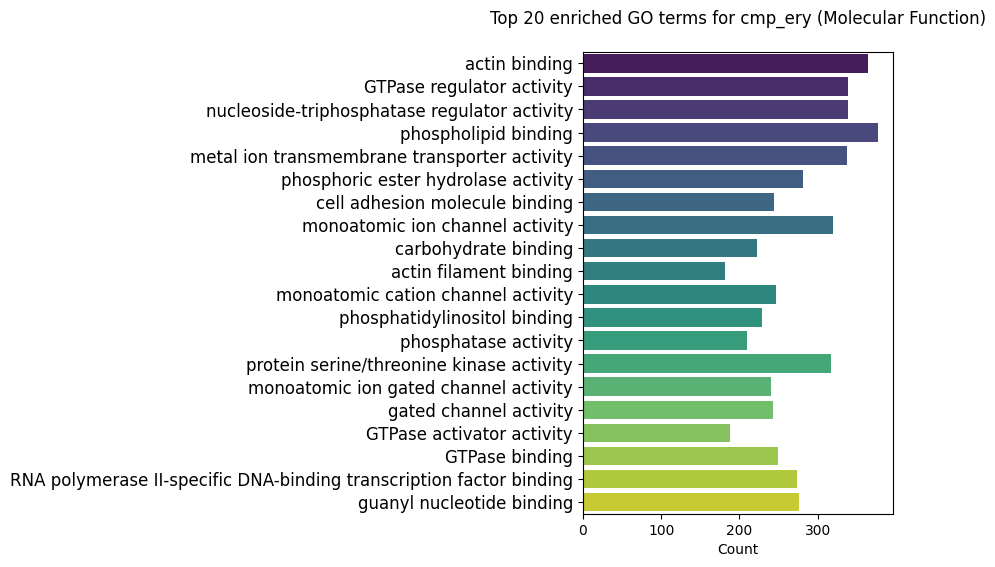 Top 20 enriched GO terms for cmp_ery (Molecular Function)
actin binding
GTPase regulator activity
nucleoside-triphosphatase regulator activity
phospholipid binding
metal ion transmembrane transporter activity
phosphoric ester hydrolase activity
cell adhesion molecule binding
monoatomic ion channel activity
carbohydrate binding
actin filament binding
monoatomic cation channel activity
phosphatidylinositol binding
phosphatase activity
protein serine/threonine kinase activity
monoatomic ion gated channel activity
gated channel activity
GTPase activator activity
GTPase binding
RNA polymerase II-specific DNA-binding transcription factor binding
guanyl nucleotide binding
0 100 200 300
Count